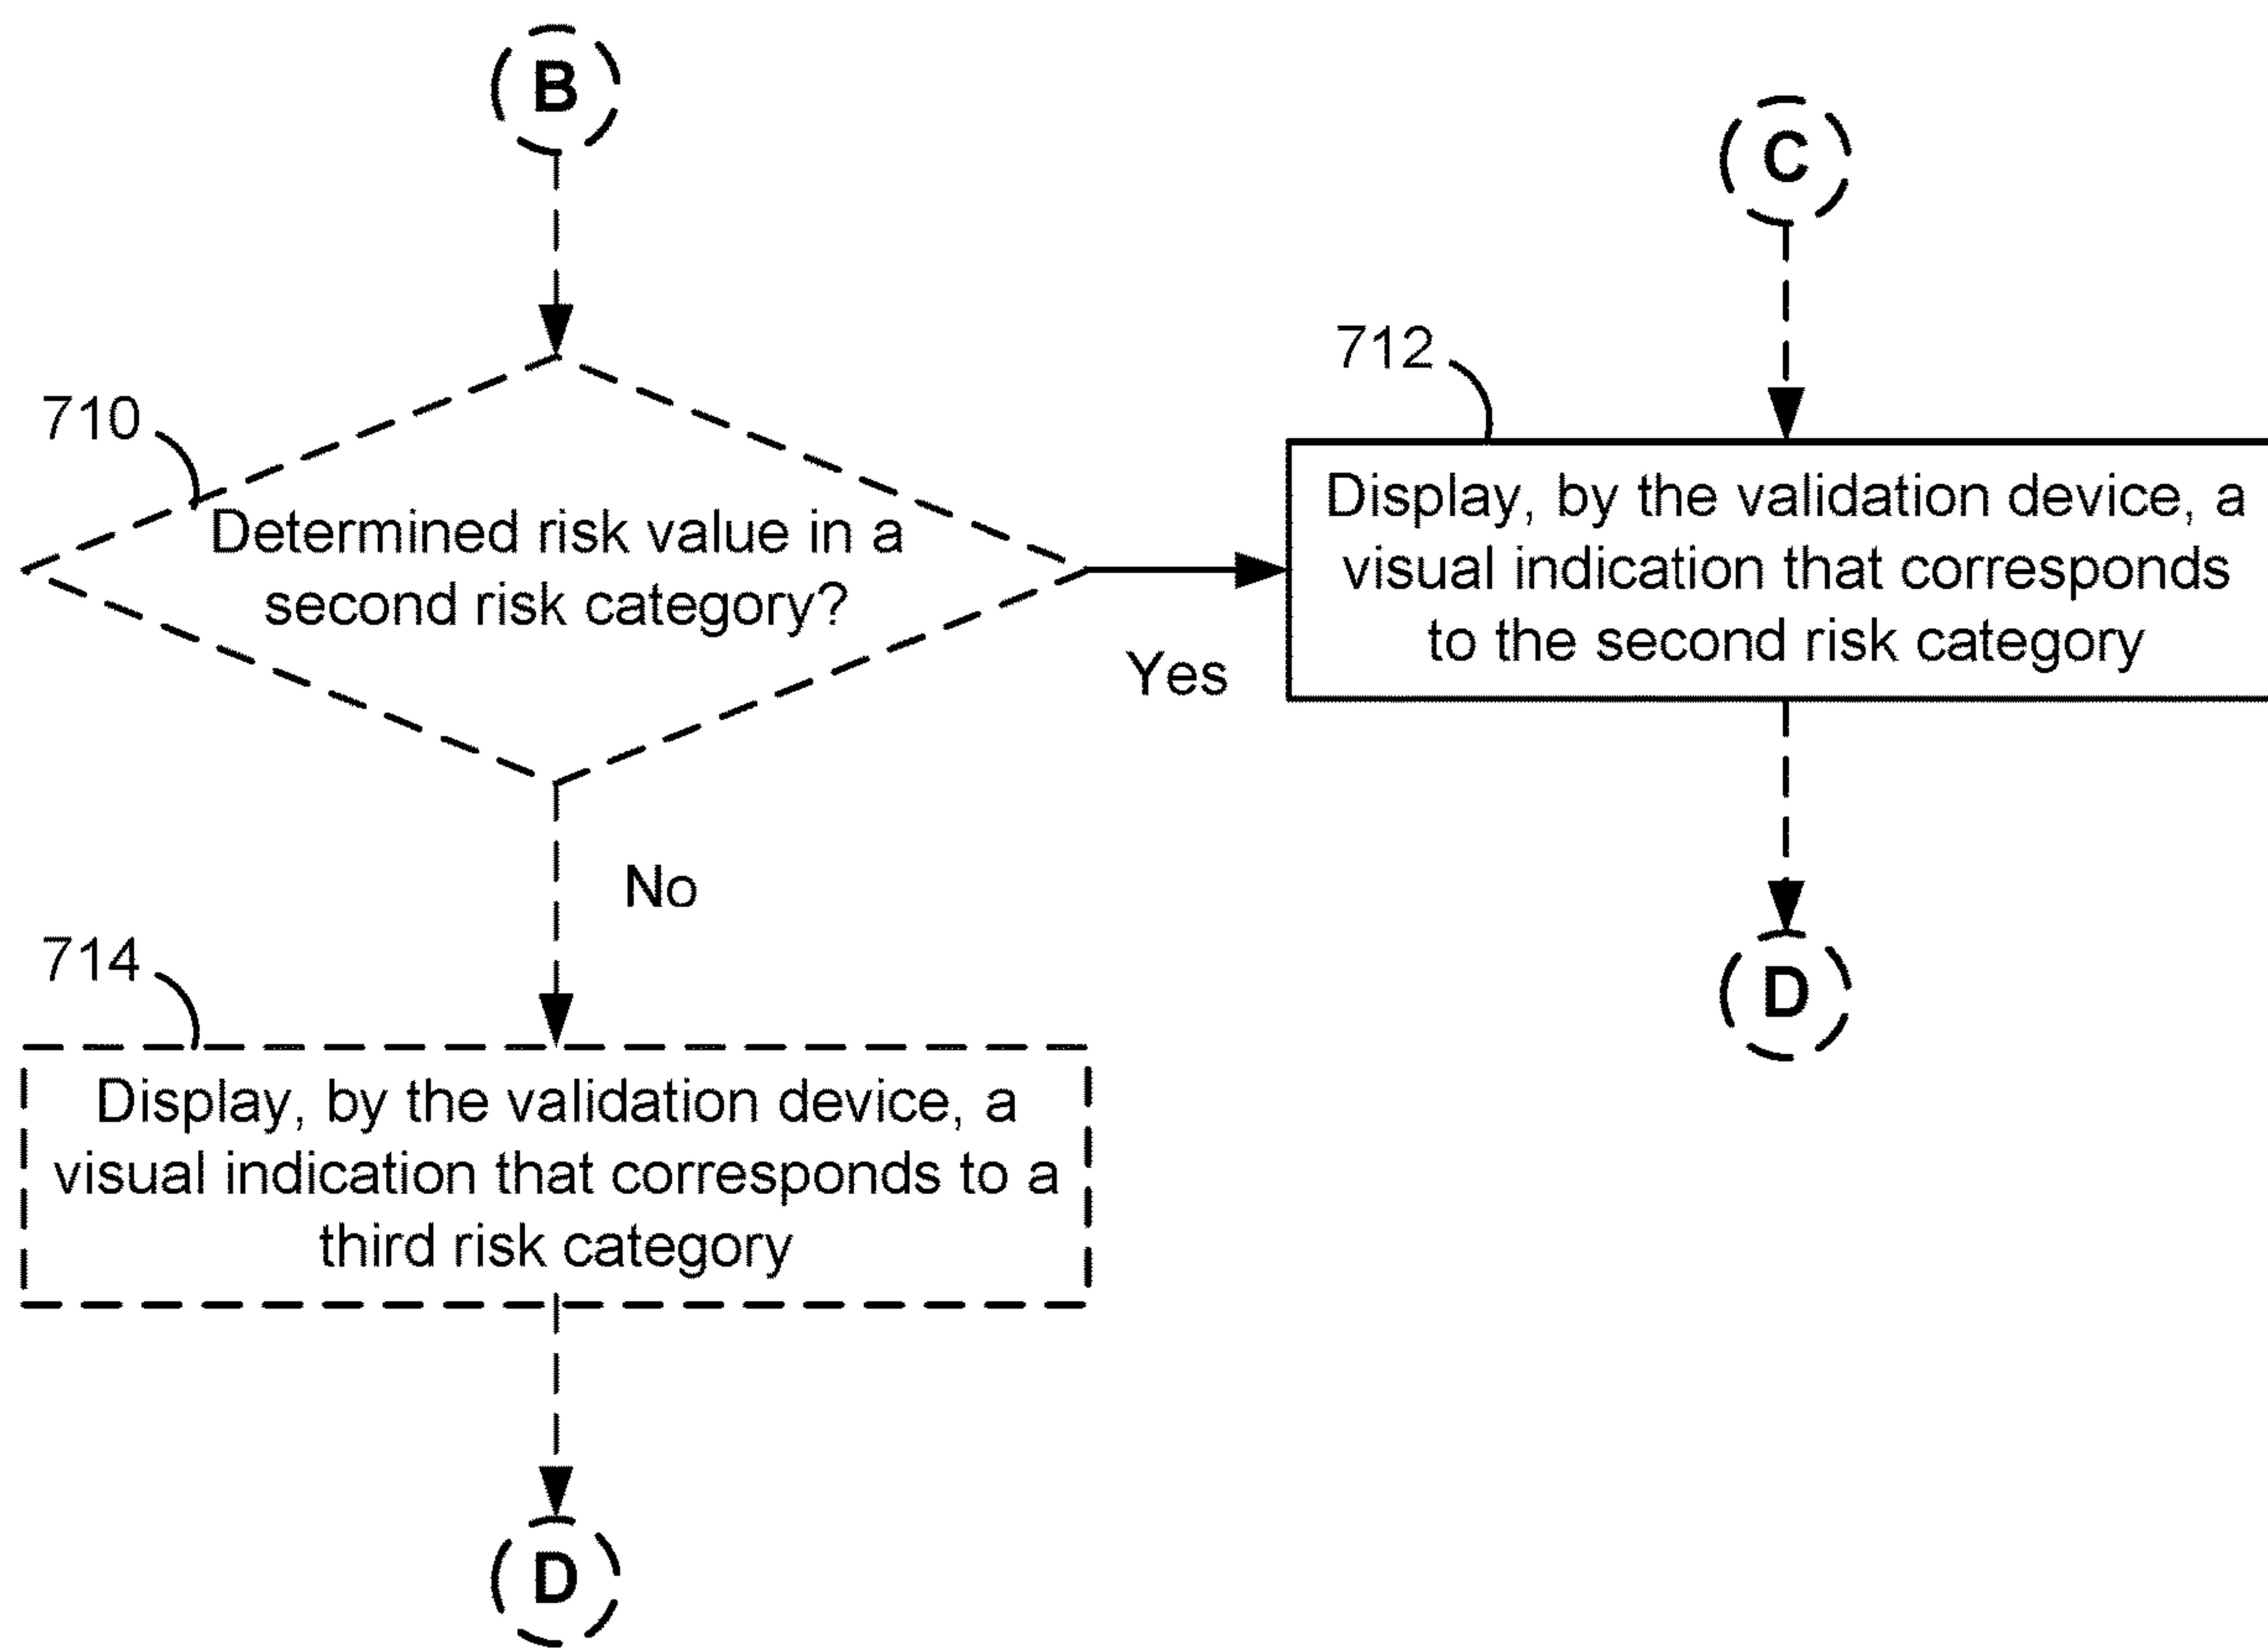 B
C
712
710
Display, by the validation device, a
visual indication that corresponds
to the second risk category
Determined risk value in a
second risk category?
Yes
No
714
D
Display, by the validation device, a
visual indication that corresponds to a
third risk category
D